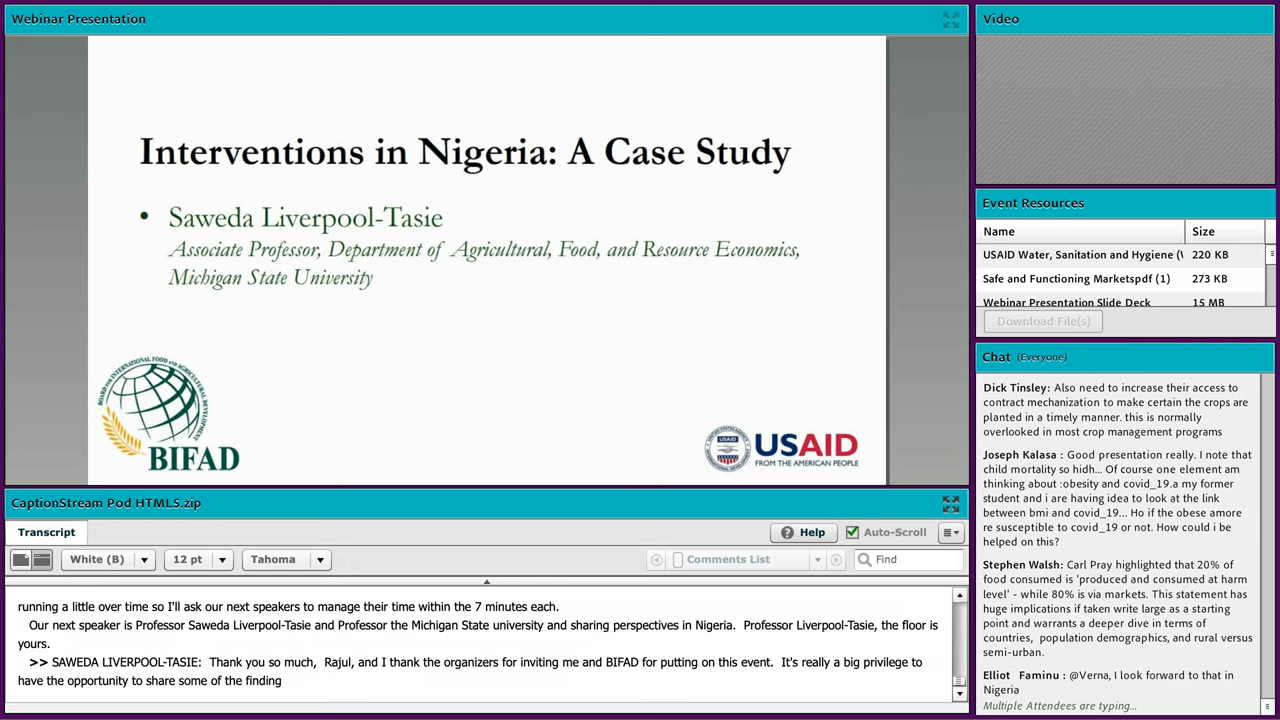 Webinar Presentation
Interventions in Nigeria: A Case Study
• Saweda Liverpool-Tasie
Associate Professor, Department of Agricultural, Food, and Resource Economics,
Michigan State University
BOARD FOR INTERNATIONAL FOOD AND AGRICULTURAL DEVELOPMENT
BIFAD
USAID
USAID
FROM THE AMERICAN PEOPLE
CaptionStream Pod HTML5.zip
Transcript
Help
Auto-Scroll
White (B)
12 pt
Tahoma
Comments List
Find
running a little over time so I'll ask our next speakers to manage their time within the 7 minutes each.
Our next speaker is Professor Saweda Liverpool-Tasie and Professor the Michigan State university and sharing perspectives in Nigeria. Professor Liverpool-Tasie, the floor is
yours.
>> SAWEDA LIVERPOOL-TASIE: Thank you so much, Rajul, and I thank the organizers for inviting me and BIFAD for putting on this event. It's really a big privilege to
have the opportunity to share some of the finding
Video
Event Resources
Name Size
USAID Water, Sanitation and Hygiene (\ 220 KB
Safe and Functioning Marketspdf (1) 273 KB
Webinar Presentation Slide Deck 15 MB
Download File(s)
Chat (Everyone)
Dick Tinsley: Also need to increase their access to
contract mechanization to make certain the crops are
planted in a timely manner. this is normally
overlooked in most crop management programs
Joseph Kalasa : Good presentation really. I note that
child mortality so hidh... Of course one element am
thinking about :obesity and covid_19.a my former
student and i are having idea to look at the link
between bmi and covid_19... Ho if the obese amore
re susceptible to covid_19 or not. How could i be
helped on this?
Stephen Walsh: Carl Pray highlighted that 20% of
food consumed is 'produced and consumed at harm
level' - while 80% is via markets. This statement has
huge implications if taken write large as a starting
point and warrants a deeper dive in terms of
countries, population demographics, and rural versus
semi-urban.
Elliot Faminu : @Verna, I look forward to that in
Nigeria
Multiple Attendees are typing...